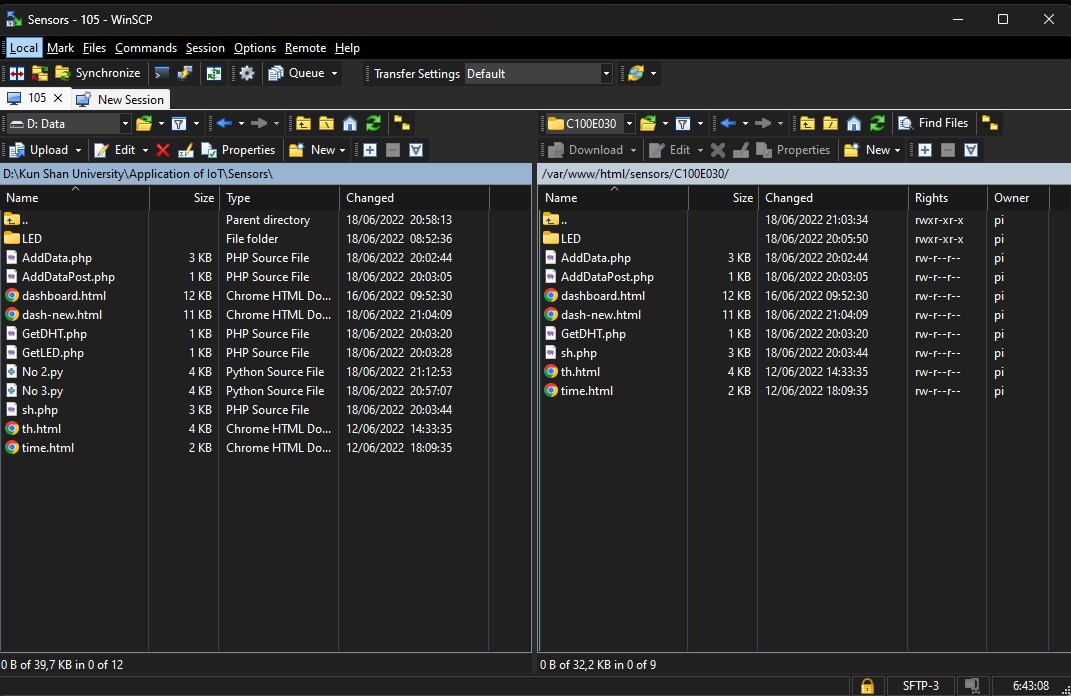 Sensors - 105 - WinSCP
Local Mark Files Commands Session Options Remote Help
Synchronize Queue Transfer Settings Default
105 New Session
D: Data
Upload Edit Properties New
D:\Kun Shan University\Application of IoT\Sensors\
Name Size Type Changed
.. Parent directory 18/06/2022 20:58:13
LED File folder 18/06/2022 08:52:36
AddData.php 3 KB PHP Source File 18/06/2022 20:02:44
AddDataPost.php 1 KB PHP Source File 18/06/2022 20:03:05
dashboard.html 12 KB Chrome HTML Do... 16/06/2022 09:52:30
dash-new.html 11 KB Chrome HTML Do... 18/06/2022 21:04:09
GetDHT.php 1 KB PHP Source File 18/06/2022 20:03:20
GetLED.php 1 KB PHP Source File 18/06/2022 20:03:28
No 2.py 4 KB Python Source File 18/06/2022 21:12:53
No 3.py 4 KB Python Source File 18/06/2022 20:57:07
sh.php 3 KB PHP Source File 18/06/2022 20:03:44
th.html 4 KB Chrome HTML Do... 12/06/2022 14:33:35
time.html 2 KB Chrome HTML Do... 12/06/2022 18:09:35
0 B of 39,7 KB in 0 of 12
C100E030 Find Files
Download Edit Properties New
/var/www/html/sensors/C100E030/
Name Size Changed Rights Owner
.. 18/06/2022 21:03:34 rwxr-xr-x pi
LED 18/06/2022 20:05:50 rwxr-xr-x pi
AddData.php 3 KB 18/06/2022 20:02:44 rw-r--r-- pi
AddDataPost.php 1 KB 18/06/2022 20:03:05 rw-r--r-- pi
dashboard.html 12 KB 16/06/2022 09:52:30 rw-r--r-- pi
dash-new.html 11 KB 18/06/2022 21:04:09 rw-r--r-- pi
GetDHT.php 1 KB 18/06/2022 20:03:20 rw-r--r-- pi
sh.php 3 KB 18/06/2022 20:03:44 rw-r--r-- pi
th.html 4 KB 12/06/2022 14:33:35 rw-r--r-- pi
time.html 2 KB 12/06/2022 18:09:35 rw-r--r-- pi
0 B of 32,2 KB in 0 of 9
SFTP-3 6:43:08